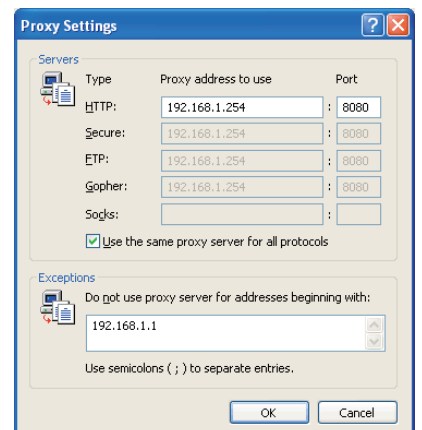 Proxy Settings
Servers
Type Proxy address to use Port
HTTP: 192.168.1.254 : 8080
Secure: 192.168.1.254 : 8080
FTP: 192.168.1.254 : 8080
Gopher: 192.168.1.254 : 8080
Socks: :
Use the same proxy server for all protocols
Exceptions
Do not use proxy server for addresses beginning with:
192.168.1.1
Use semicolons ( ; ) to separate entries.
OK Cancel